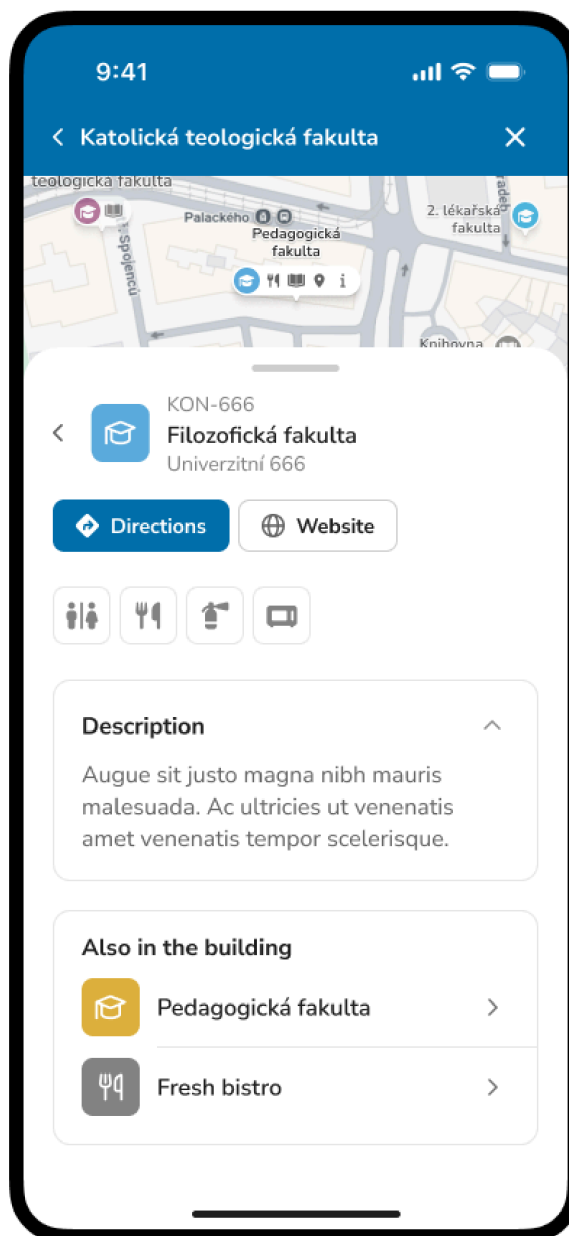 9:41
Katolická teologická fakulta
teologická fakulta
Palackého
Pedagogická
fakulta
Spojenců
2. lékařská
fakulta
hradeb
i
Knihovna
KON-666
Filozofická fakulta
Univerzitní 666
Directions
Website
Description
Augue sit justo magna nibh mauris
malesuada. Ac ultricies ut venenatis
amet venenatis tempor scelerisque.
Also in the building
Pedagogická fakulta
Fresh bistro